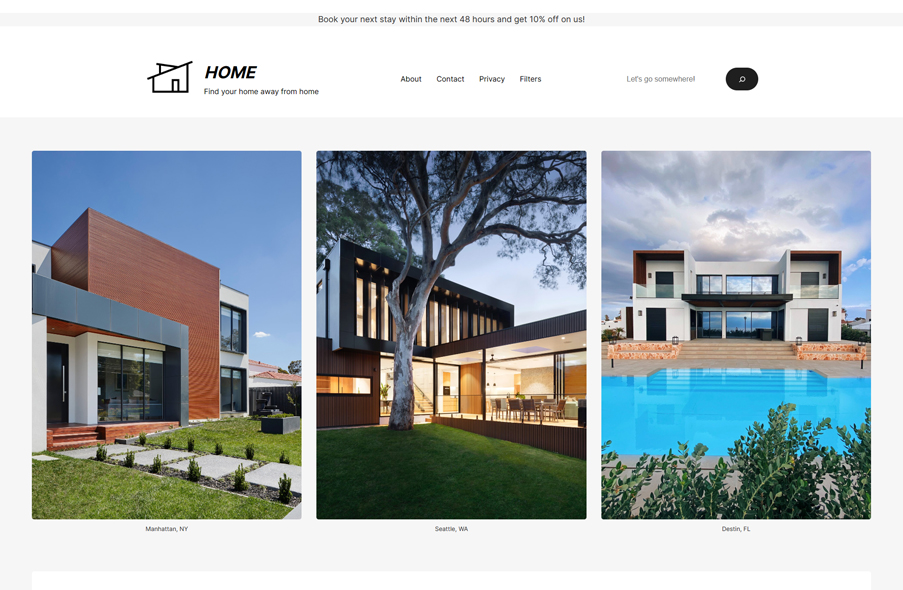 Book your next stay within the next 48 hours and get 10% off on us!
HOME
Find your home away from home
About Contact Privacy Filters
Let's go somewhere!
Manhattan, NY
Seattle, WA
Destin, FL